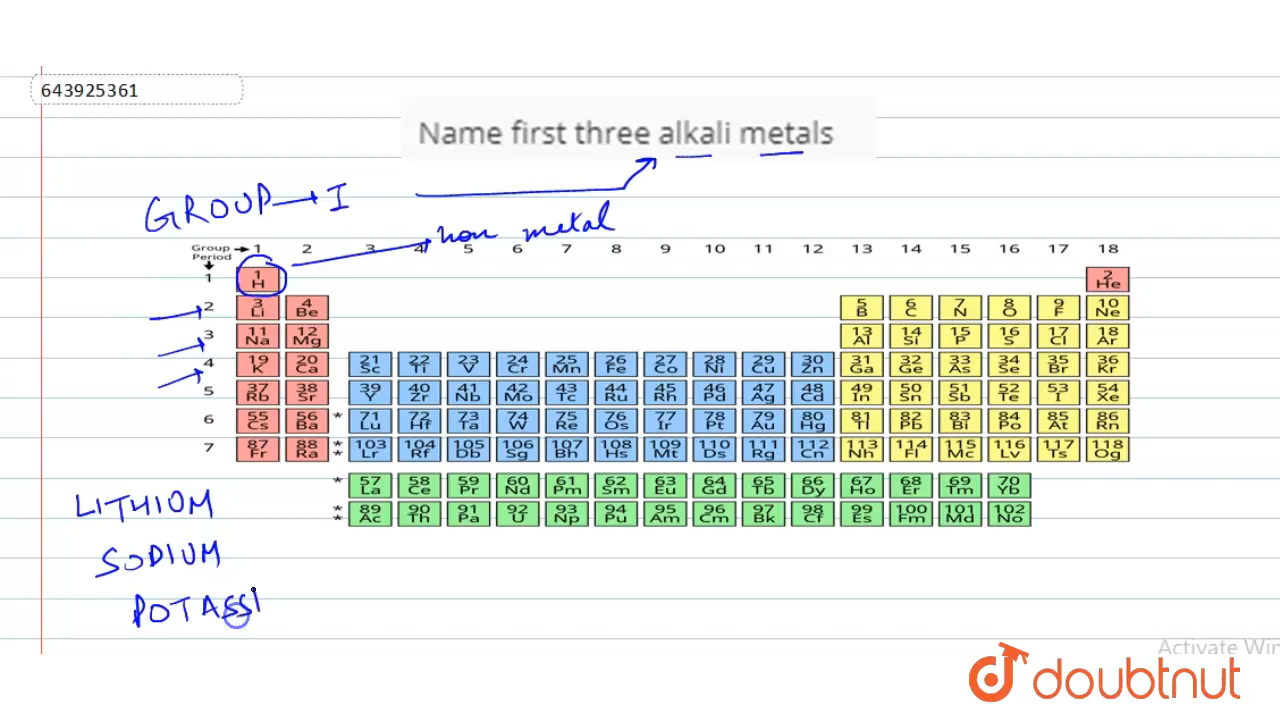 643925361
Name first three alkali metals
GROUP → I
non metal
Group → 1 2 3 4 5 6 7 8 9 10 11 12 13 14 15 16 17 18
Period
1 1 H 2 He
2 3 Li 4 Be 5 B 6 C 7 N 8 O 9 F 10 Ne
3 11 Na 12 Mg 13 Al 14 Si 15 P 16 S 17 Cl 18 Ar
4 19 K 20 Ca 21 Sc 22 Ti 23 V 24 Cr 25 Mn 26 Fe 27 Co 28 Ni 29 Cu 30 Zn 31 Ga 32 Ge 33 As 34 Se 35 Br 36 Kr
5 37 Rb 38 Sr 39 Y 40 Zr 41 Nb 42 Mo 43 Tc 44 Ru 45 Rh 46 Pd 47 Ag 48 Cd 49 In 50 Sn 51 Sb 52 Te 53 I 54 Xe
6 55 Cs 56 Ba * 71 Lu 72 Hf 73 Ta 74 W 75 Re 76 Os 77 Ir 78 Pt 79 Au 80 Hg 81 Tl 82 Pb 83 Bi 84 Po 85 At 86 Rn
7 87 Fr 88 Ra ** 103 Lr 104 Rf 105 Db 106 Sg 107 Bh 108 Hs 109 Mt 110 Ds 111 Rg 112 Cn 113 Nh 114 Fl 115 Mc 116 Lv 117 Ts 118 Og
* 57 La 58 Ce 59 Pr 60 Nd 61 Pm 62 Sm 63 Eu 64 Gd 65 Tb 66 Dy 67 Ho 68 Er 69 Tm 70 Yb
** 89 Ac 90 Th 91 Pa 92 U 93 Np 94 Pu 95 Am 96 Cm 97 Bk 98 Cf 99 Es 100 Fm 101 Md 102 No
LITHIUM
SODIUM
POTASSI
Activate Win
doubtnut